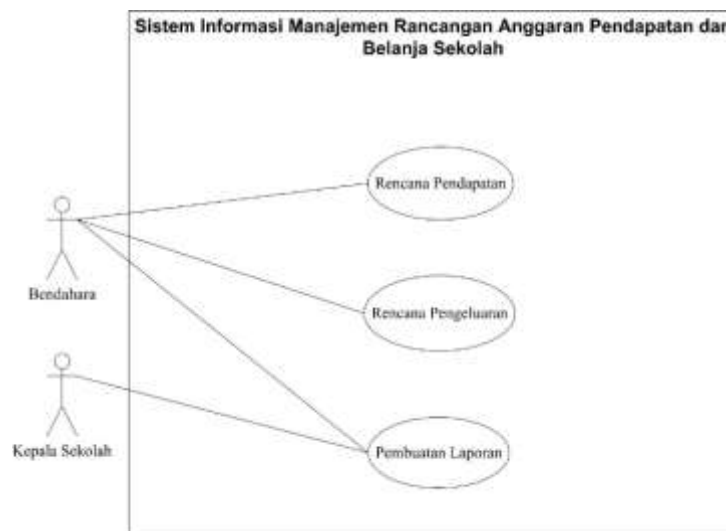 Sistem Informasi Manajemen Rancangan Anggaran Pendapatan dan
Belanja Sekolah
Rencana Pendapatan
Bendahara
Rencana Pengeluaran
Kepala Sekolah
Pembuatan Laporan